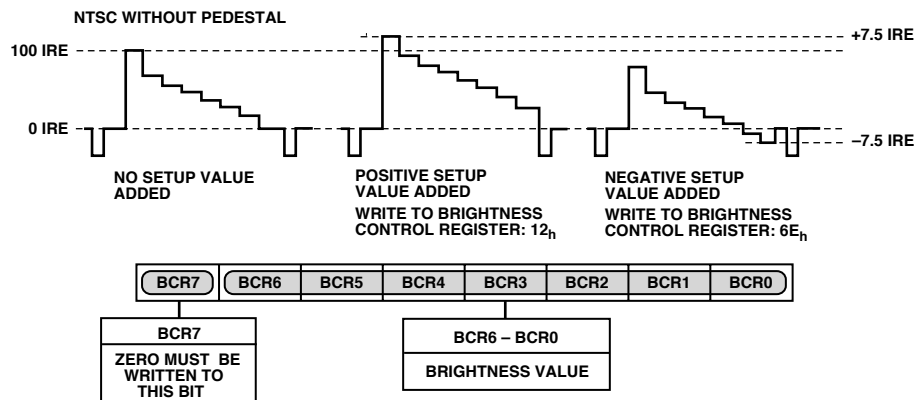 NTSC WITHOUT PEDESTAL
100 IRE
0 IRE
+7.5 IRE
–7.5 IRE
NO SETUP VALUE
ADDED
POSITIVE SETUP
VALUE ADDED
WRITE TO BRIGHTNESS
CONTROL REGISTER: 12h
NEGATIVE SETUP
VALUE ADDED
WRITE TO BRIGHTNESS
CONTROL REGISTER: 6Eh
BCR7 BCR6 BCR5 BCR4 BCR3 BCR2 BCR1 BCR0
BCR7
ZERO MUST BE
WRITTEN TO
THIS BIT
BCR6 – BCR0
BRIGHTNESS VALUE